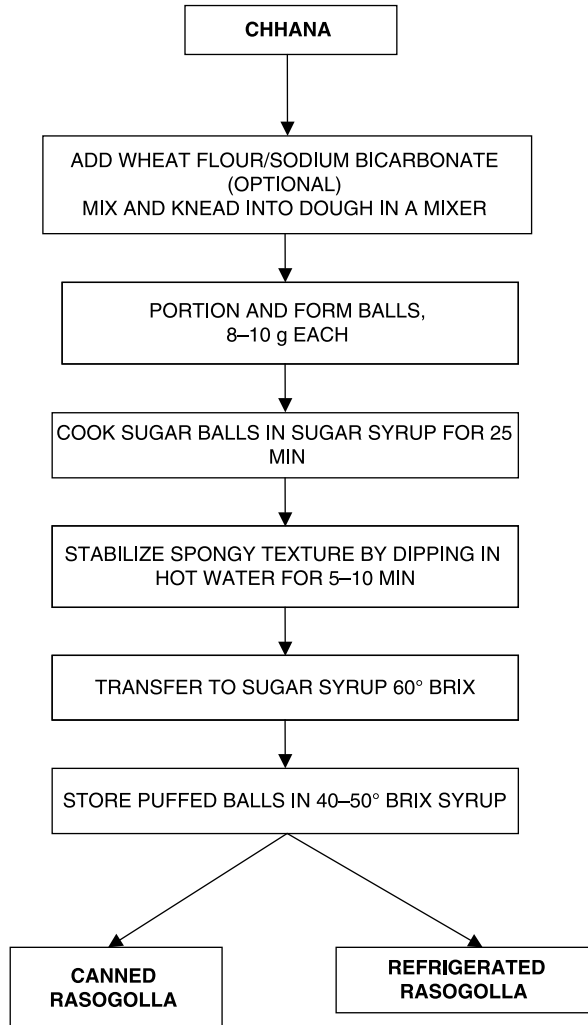 CHHANA
ADD WHEAT FLOUR/SODIUM BICARBONATE
(OPTIONAL)
MIX AND KNEAD INTO DOUGH IN A MIXER
PORTION AND FORM BALLS,
8–10 g EACH
COOK SUGAR BALLS IN SUGAR SYRUP FOR 25
MIN
STABILIZE SPONGY TEXTURE BY DIPPING IN
HOT WATER FOR 5–10 MIN
TRANSFER TO SUGAR SYRUP 60° BRIX
STORE PUFFED BALLS IN 40–50° BRIX SYRUP
CANNED
RASOGOLLA
REFRIGERATED
RASOGOLLA